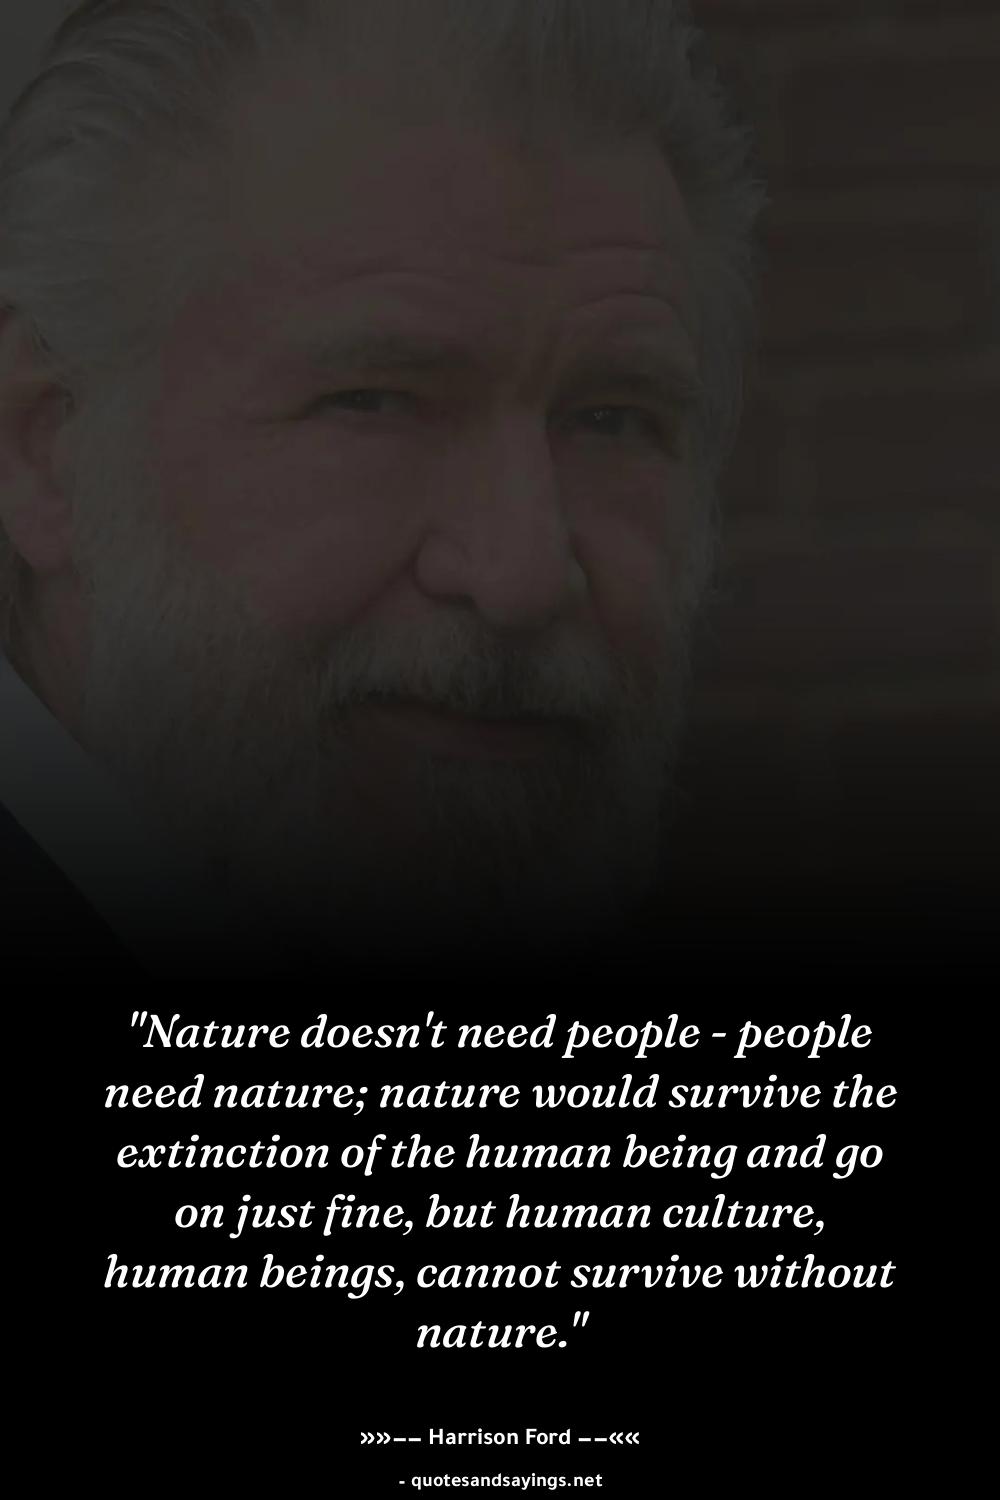 "Nature doesn't need people - people
need nature; nature would survive the
extinction of the human being and go
on just fine, but human culture,
human beings, cannot survive without
nature."
»»–– Harrison Ford ––««
- quotesandsayings.net